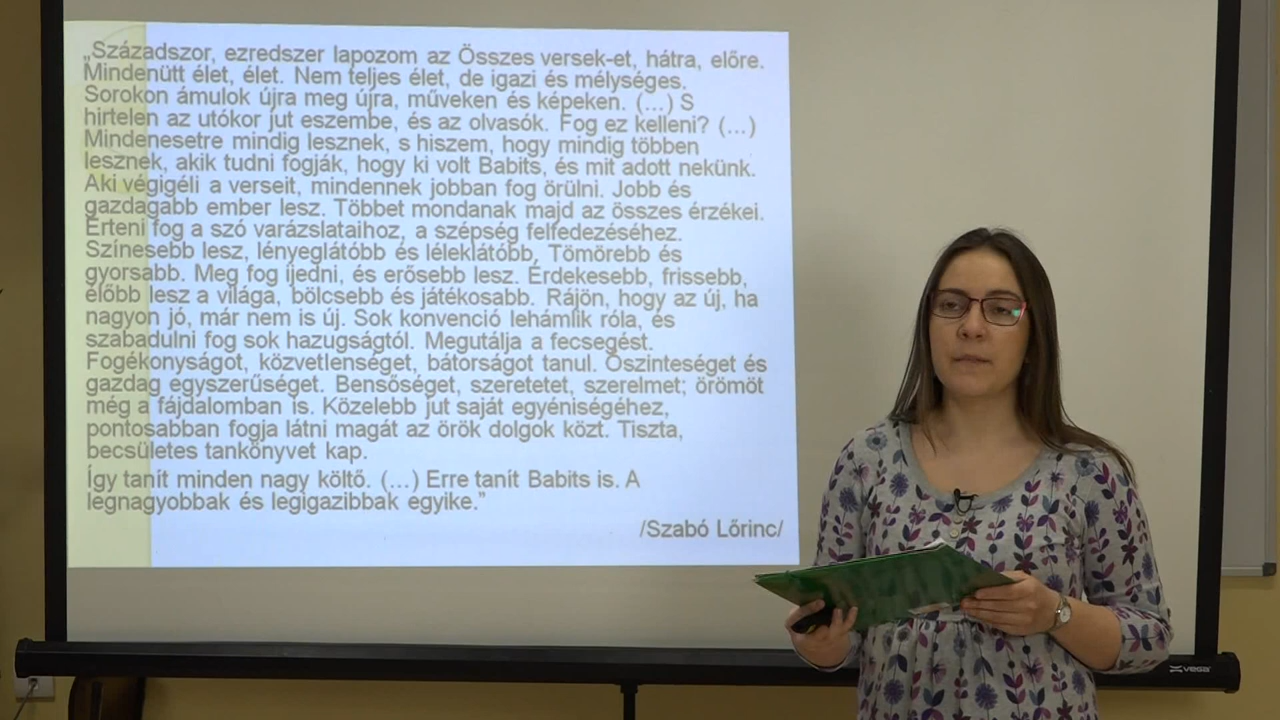 „Századszor, ezredszer lapozom az Összes versek-et, hátra, előre.
Mindenütt élet, élet. Nem teljes élet, de igazi és mélységes.
Sorokon ámulok újra meg újra, műveken és képeken. (…) S
hirtelen az utókor jut eszembe, és az olvasók. Fog ez kelleni? (…)
Mindenesetre mindig lesznek, s hiszem, hogy mindig többen
lesznek, akik tudni fogják, hogy ki volt Babits, és mit adott nekünk.
Aki végigéli a verseit, mindennek jobban fog örülni. Jobb és
gazdagabb ember lesz. Többet mondanak majd az összes érzékei.
Érteni fog a szó varázslataihoz, a szépség felfedezéséhez.
Színesebb lesz, lényeglátóbb és léleklátóbb. Tömörebb és
gyorsabb. Meg fog ijedni, és erősebb lesz. Érdekesebb, frissebb,
élőbb lesz a világa, bölcsebb és játékosabb. Rájön, hogy az új, ha
nagyon jó, már nem is új. Sok konvenció lehámlik róla, és
szabadulni fog sok hazugságtól. Megutálja a fecsegést.
Fogékonyságot, közvetlenséget, bátorságot tanul. Őszinteséget és
gazdag egyszerűséget. Bensőséget, szeretetet, szerelmet; örömöt
még a fájdalomban is. Közelebb jut saját egyéniségéhez,
pontosabban fogja látni magát az örök dolgok közt. Tiszta,
becsületes tankönyvet kap.
Így tanít minden nagy költő. (…) Erre tanít Babits is. A
legnagyobbak és legigazibbak egyike.”
/Szabó Lőrinc/
VEGA